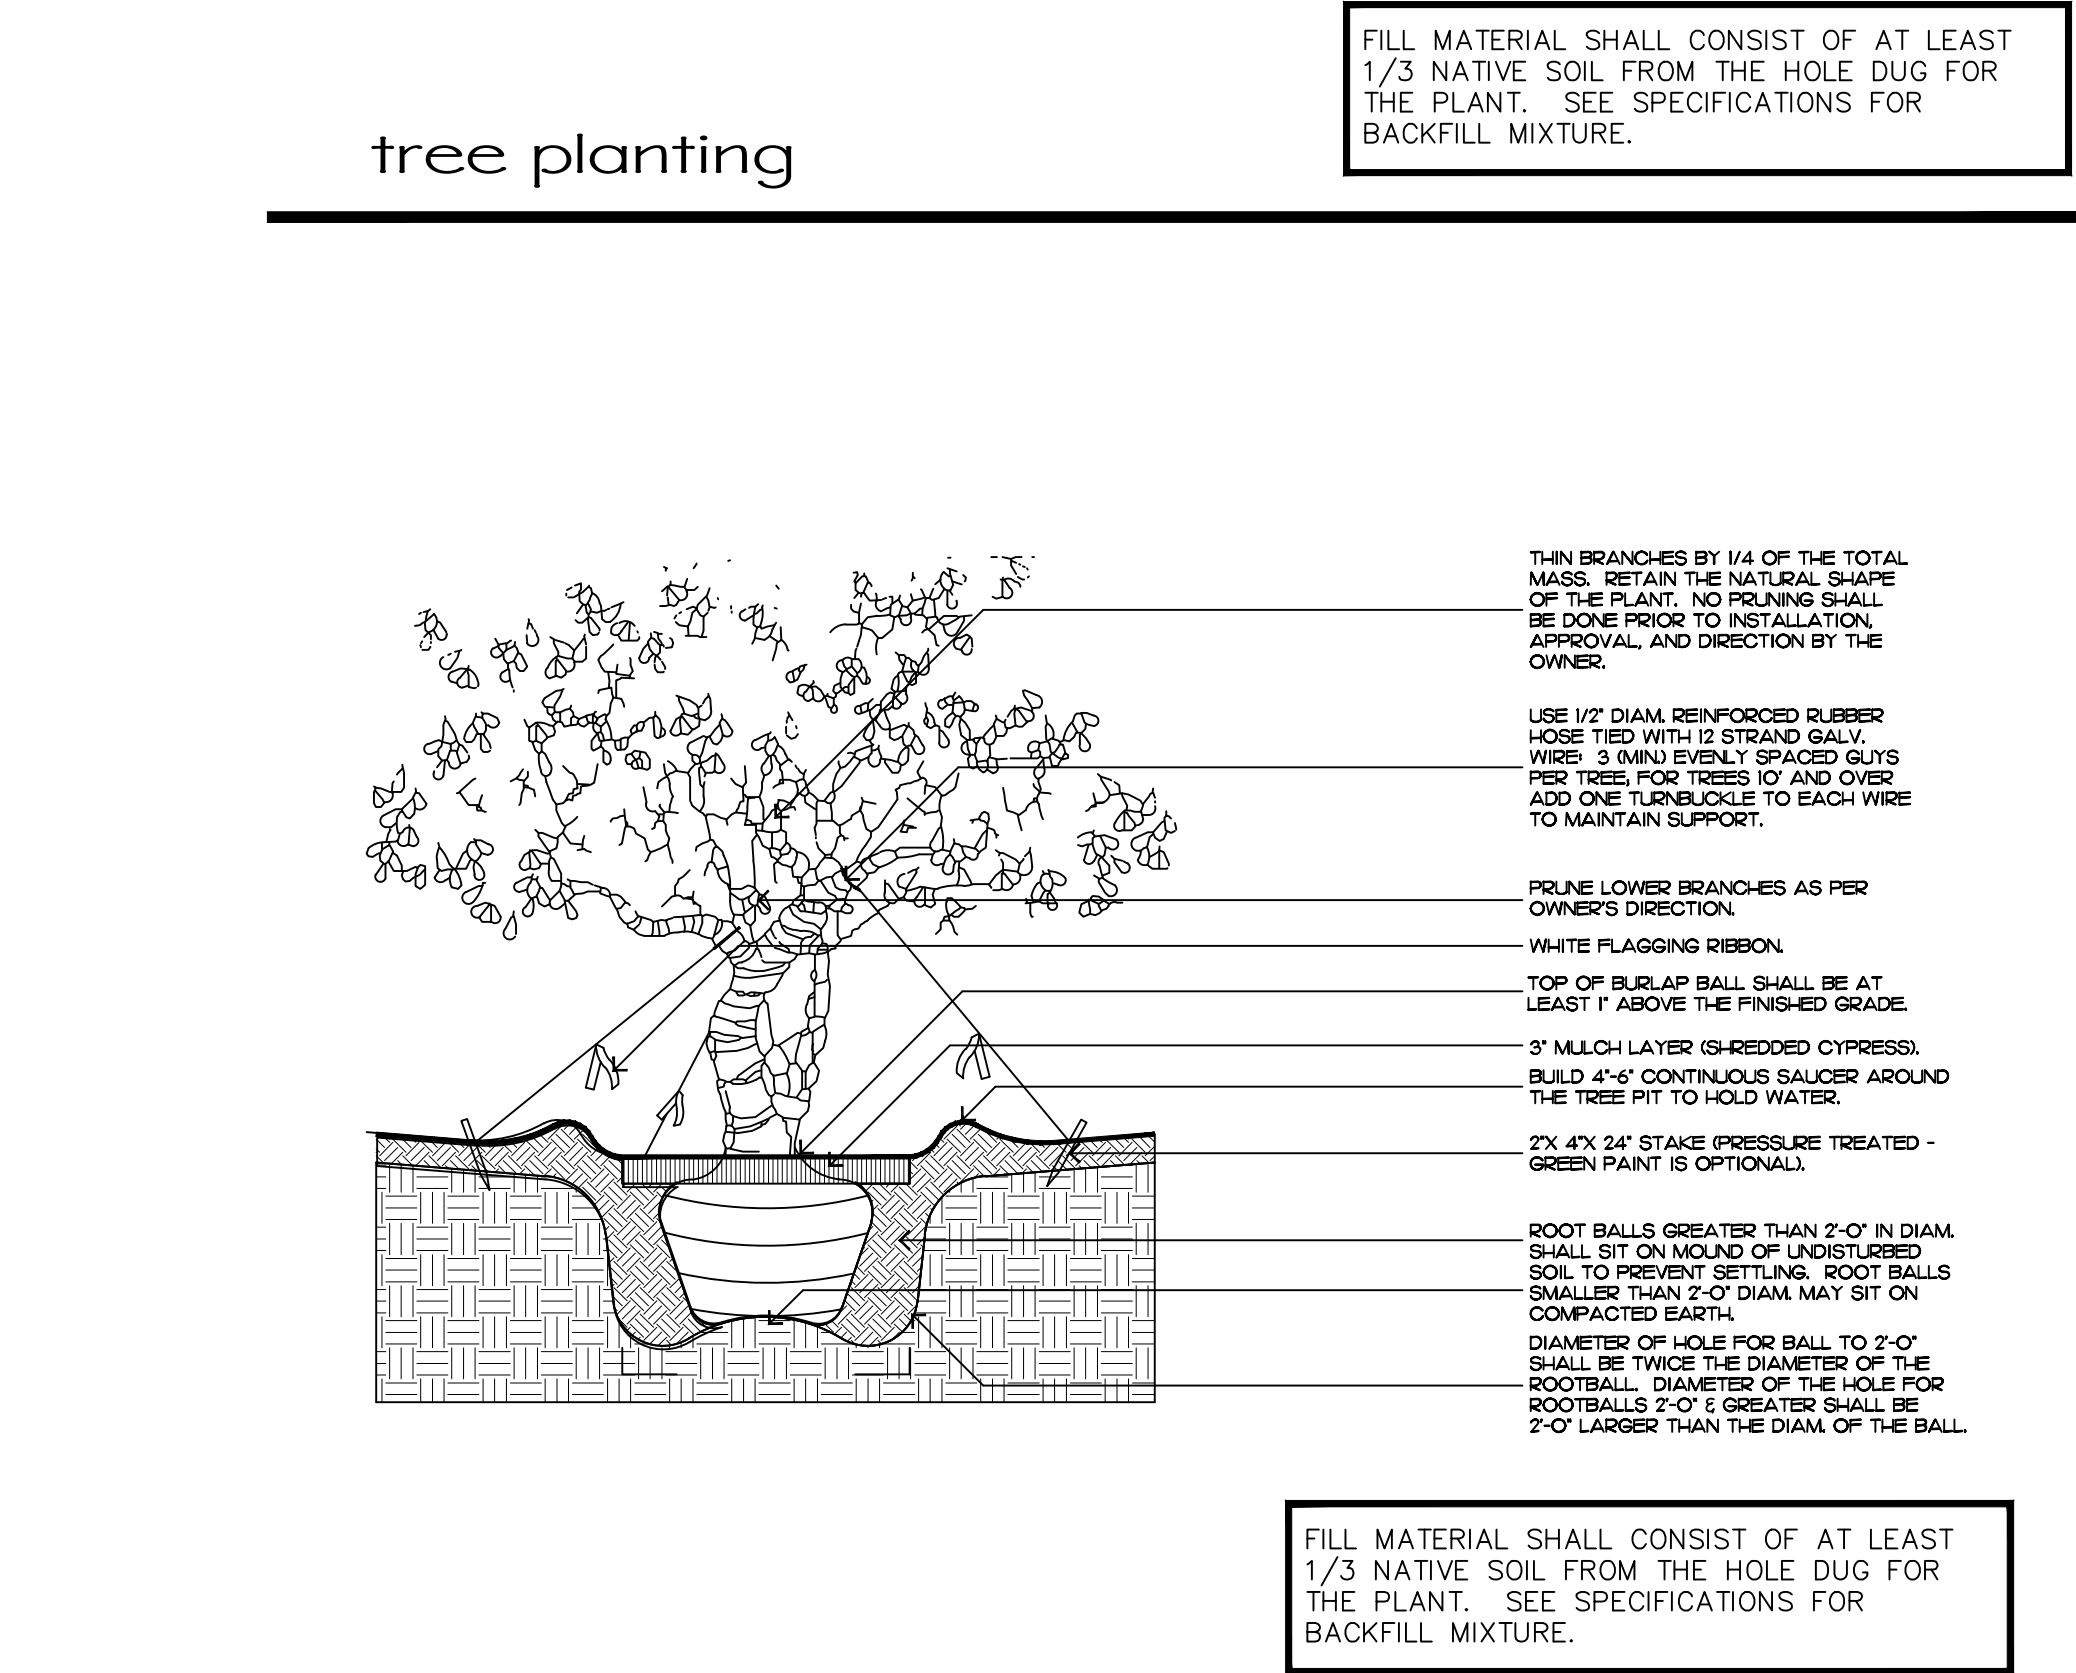 FILL MATERIAL SHALL CONSIST OF AT LEAST
1/3 NATIVE SOIL FROM THE HOLE DUG FOR
THE PLANT. SEE SPECIFICATIONS FOR
BACKFILL MIXTURE.
tree planting
THIN BRANCHES BY 1/4 OF THE TOTAL
MASS. RETAIN THE NATURAL SHAPE
OF THE PLANT. NO PRUNING SHALL
BE DONE PRIOR TO INSTALLATION,
APPROVAL, AND DIRECTION BY THE
OWNER.
USE 1/2" DIAM. REINFORCED RUBBER
HOSE TIED WITH 12 STRAND GALV.
WIRE: 3 (MIN.) EVENLY SPACED GUYS
PER TREE; FOR TREES 10' AND OVER
ADD ONE TURNBUCKLE TO EACH WIRE
TO MAINTAIN SUPPORT.
PRUNE LOWER BRANCHES AS PER
OWNER'S DIRECTION.
WHITE FLAGGING RIBBON.
TOP OF BURLAP BALL SHALL BE AT
LEAST 1" ABOVE THE FINISHED GRADE.
3" MULCH LAYER (SHREDDED CYPRESS).
BUILD 4"-6" CONTINUOUS SAUCER AROUND
THE TREE PIT TO HOLD WATER.
2"X 4"X 24" STAKE (PRESSURE TREATED -
GREEN PAINT IS OPTIONAL).
ROOT BALLS GREATER THAN 2'-0" IN DIAM.
SHALL SIT ON MOUND OF UNDISTURBED
SOIL TO PREVENT SETTLING. ROOT BALLS
SMALLER THAN 2'-0" DIAM. MAY SIT ON
COMPACTED EARTH.
DIAMETER OF HOLE FOR BALL TO 2'-0"
SHALL BE TWICE THE DIAMETER OF THE
ROOTBALL. DIAMETER OF THE HOLE FOR
ROOTBALLS 2'-0" & GREATER SHALL BE
2'-0" LARGER THAN THE DIAM. OF THE BALL.
FILL MATERIAL SHALL CONSIST OF AT LEAST
1/3 NATIVE SOIL FROM THE HOLE DUG FOR
THE PLANT. SEE SPECIFICATIONS FOR
BACKFILL MIXTURE.